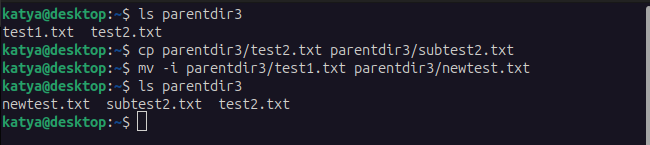 katya@desktop:~$ ls parentdir3
test1.txt  test2.txt
katya@desktop:~$ cp parentdir3/test2.txt parentdir3/subtest2.txt
katya@desktop:~$ mv -i parentdir3/test1.txt parentdir3/newtest.txt
katya@desktop:~$ ls parentdir3
newtest.txt  subtest2.txt  test2.txt
katya@desktop:~$